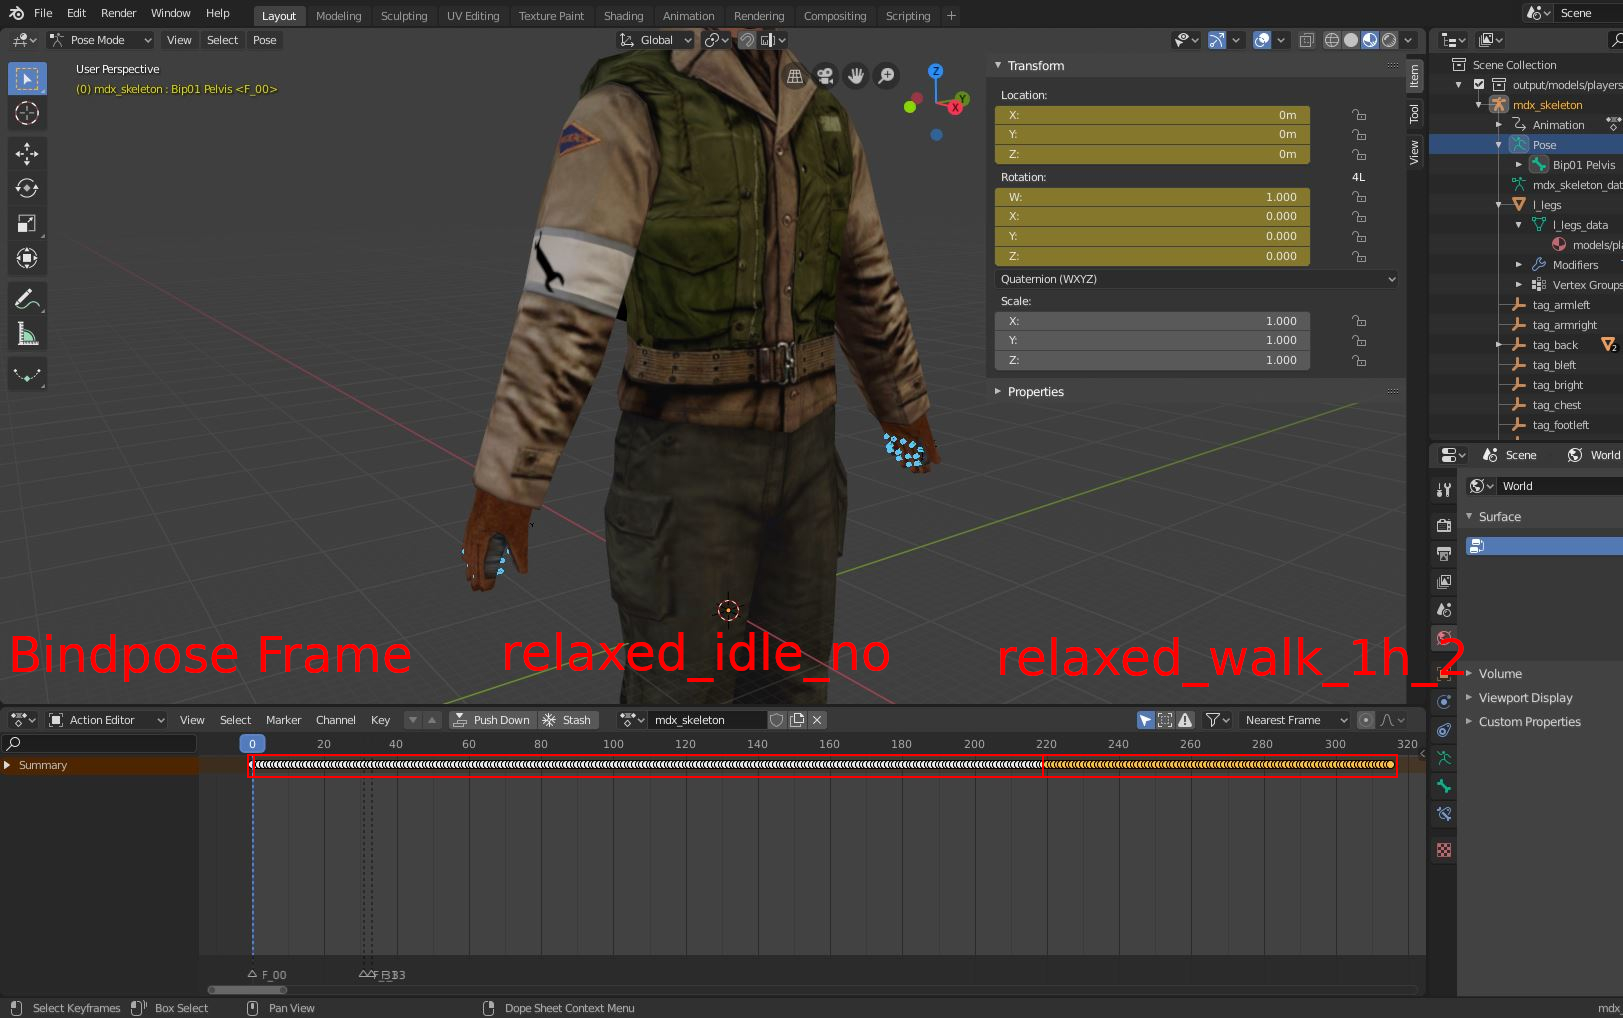 File Edit Render Window Help Layout Modeling Sculpting UV Editing Texture Paint Shading Animation Rendering Compositing Scripting + Scene
Pose Mode View Select Pose Global
User Perspective
(0) mdx_skeleton : Bip01 Pelvis <F_00>
Z
Y
X
Transform
Location:
X: 0m
Y: 0m
Z: 0m
Rotation: 4L
W: 1.000
X: 0.000
Y: 0.000
Z: 0.000
Quaternion (WXYZ)
Scale:
X: 1.000
Y: 1.000
Z: 1.000
Properties
Item
Tool
View
Scene Collection
output/models/players
mdx_skeleton
Animation
Pose
Bip01 Pelvis
mdx_skeleton_dat
l_legs
l_legs_data
models/pla
Modifiers
Vertex Groups
tag_armleft
tag_armright
tag_back 2
tag_bleft
tag_bright
tag_chest
tag_footleft
Scene World
World
Surface
Volume
Viewport Display
Custom Properties
Bindpose Frame relaxed_idle_no relaxed_walk_1h_2
Action Editor View Select Marker Channel Key Push Down Stash mdx_skeleton Nearest Frame
0 20 40 60 80 100 120 140 160 180 200 220 240 260 280 300 320
Summary
F_00
Select Keyframes Box Select Pan View Dope Sheet Context Menu mdx_